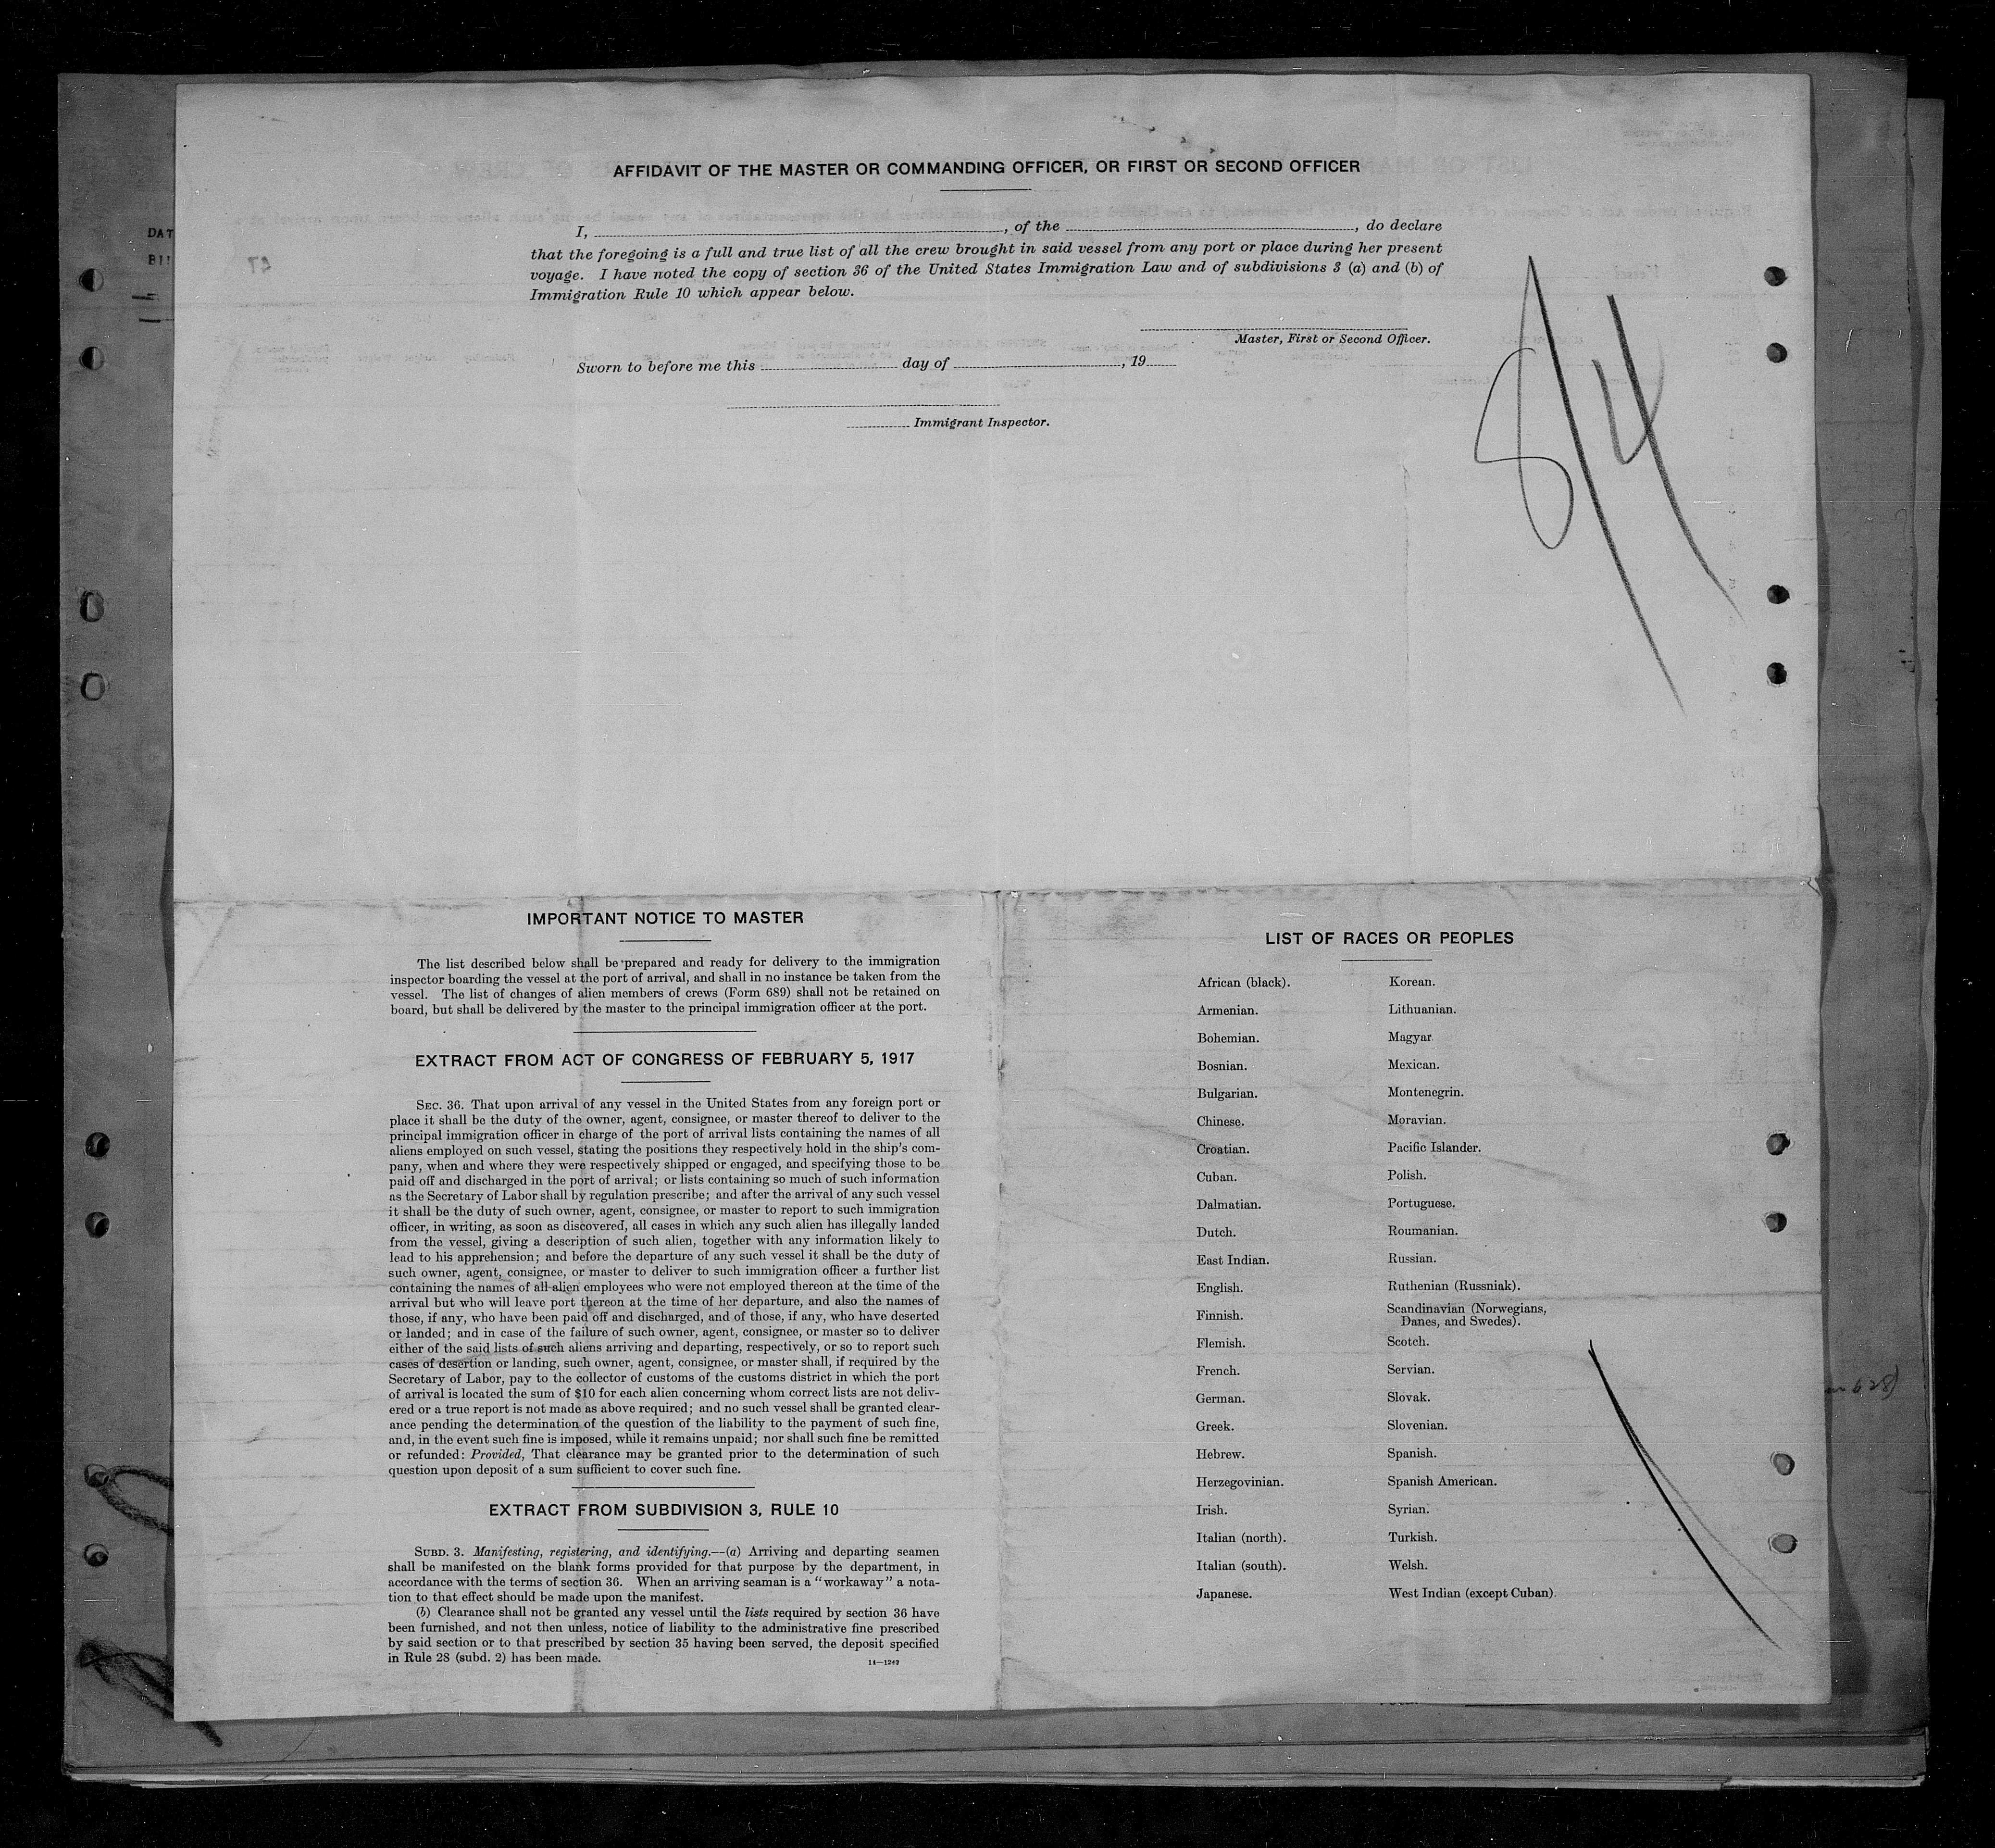 AFFIDAVIT OF THE MASTER OR COMMANDING OFFICER, OR FIRST OR SECOND OFFICER
I, ........, of the ........, do declare
that the foregoing is a full and true list of all the crew brought in said vessel from any port or place during her present
voyage. I have noted the copy of section 36 of the United States Immigration Law and of subdivisions 3 (a) and (b) of
Immigration Rule 10 which appear below.
Master, First or Second Officer.
Sworn to before me this ........ day of ........, 19....
........ Immigrant Inspector.
8/4
DAT
IMPORTANT NOTICE TO MASTER
The list described below shall be prepared and ready for delivery to the immigration
inspector boarding the vessel at the port of arrival, and shall in no instance be taken from the
vessel. The list of changes of alien members of crews (Form 689) shall not be retained on
board, but shall be delivered by the master to the principal immigration officer at the port.
EXTRACT FROM ACT OF CONGRESS OF FEBRUARY 5, 1917
SEC. 36. That upon arrival of any vessel in the United States from any foreign port or
place it shall be the duty of the owner, agent, consignee, or master thereof to deliver to the
principal immigration officer in charge of the port of arrival lists containing the names of all
aliens employed on such vessel, stating the positions they respectively hold in the ship's com-
pany, when and where they were respectively shipped or engaged, and specifying those to be
paid off and discharged in the port of arrival; or lists containing so much of such information
as the Secretary of Labor shall by regulation prescribe; and after the arrival of any such vessel
it shall be the duty of such owner, agent, consignee, or master to report to such immigration
officer, in writing, as soon as discovered, all cases in which any such alien has illegally landed
from the vessel, giving a description of such alien, together with any information likely to
lead to his apprehension; and before the departure of any such vessel it shall be the duty of
such owner, agent, consignee, or master to deliver to such immigration officer a further list
containing the names of all alien employees who were not employed thereon at the time of the
arrival but who will leave port thereon at the time of her departure, and also the names of
those, if any, who have been paid off and discharged, and of those, if any, who have deserted
or landed; and in case of the failure of such owner, agent, consignee, or master so to deliver
either of the said lists of such aliens arriving and departing, respectively, or so to report such
cases of desertion or landing, such owner, agent, consignee, or master shall, if required by the
Secretary of Labor, pay to the collector of customs of the customs district in which the port
of arrival is located the sum of $10 for each alien concerning whom correct lists are not deliv-
ered or a true report is not made as above required; and no such vessel shall be granted clear-
ance pending the determination of the question of the liability to the payment of such fine,
and, in the event such fine is imposed, while it remains unpaid; nor shall such fine be remitted
or refunded: Provided, That clearance may be granted prior to the determination of such
question upon deposit of a sum sufficient to cover such fine.
EXTRACT FROM SUBDIVISION 3, RULE 10
SUBD. 3. Manifesting, registering, and identifying.—(a) Arriving and departing seamen
shall be manifested on the blank forms provided for that purpose by the department, in
accordance with the terms of section 36. When an arriving seaman is a "workaway" a nota-
tion to that effect should be made upon the manifest.
(b) Clearance shall not be granted any vessel until the lists required by section 36 have
been furnished, and not then unless, notice of liability to the administrative fine prescribed
by said section or to that prescribed by section 35 having been served, the deposit specified
in Rule 28 (subd. 2) has been made.
14—1249
LIST OF RACES OR PEOPLES
African (black).
Armenian.
Bohemian.
Bosnian.
Bulgarian.
Chinese.
Croatian.
Cuban.
Dalmatian.
Dutch.
East Indian.
English.
Finnish.
Flemish.
French.
German.
Greek.
Hebrew.
Herzegovinian.
Irish.
Italian (north).
Italian (south).
Japanese.
Korean.
Lithuanian.
Magyar
Mexican.
Montenegrin.
Moravian.
Pacific Islander.
Polish.
Portuguese.
Roumanian.
Russian.
Ruthenian (Russniak).
Scandinavian (Norwegians,
Danes, and Swedes).
Scotch.
Servian.
Slovak.
Slovenian.
Spanish.
Spanish American.
Syrian.
Turkish.
Welsh.
West Indian (except Cuban).